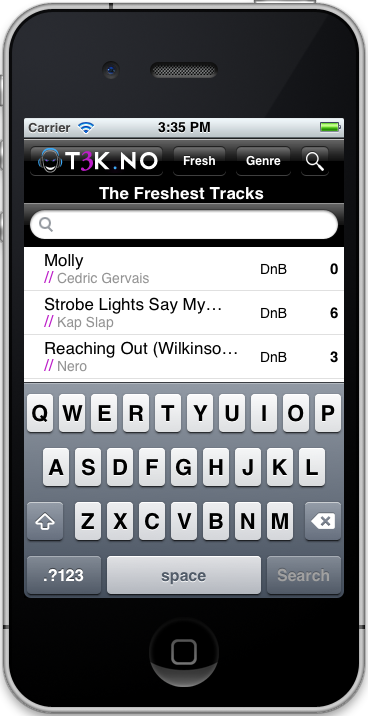 Carrier 3:35 PM
T3K.NO Fresh Genre
The Freshest Tracks
Molly
// Cedric Gervais DnB 0
Strobe Lights Say My…
// Kap Slap DnB 6
Reaching Out (Wilkinso…
// Nero DnB 3
Q W E R T Y U I O P
A S D F G H J K L
Z X C V B N M
.?123 space Search